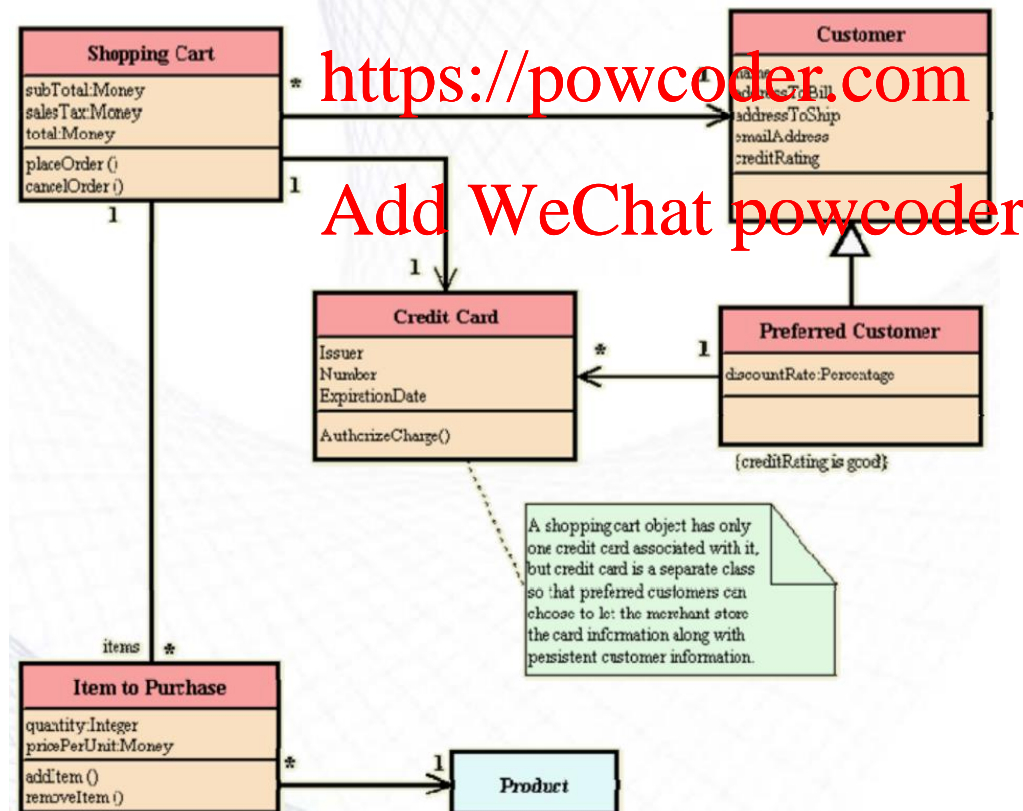 Shopping Cart
subTotal:Money
salesTax:Money
total:Money
placeOrder ()
cancelOrder ()
*
1
https://powcoder.com
Customer
name
addressToBill
addressToShip
emailAddress
creditRating
1
1
Add WeChat powcoder
1
Credit Card
Issuer
Number
ExpiretionDate
AuthorizeCharge()
*
1
Preferred Customer
discountRate:Percentage
{creditRating is good}
A shopping cart object has only
one credit card associated with it,
but credit card is a separate class
so that preferred customers can
choose to let the merchant store
the card information along with
persistent customer information.
items *
Item to Purchase
quantity:Integer
pricePerUnit:Money
addItem ()
removeItem ()
*
1
Product